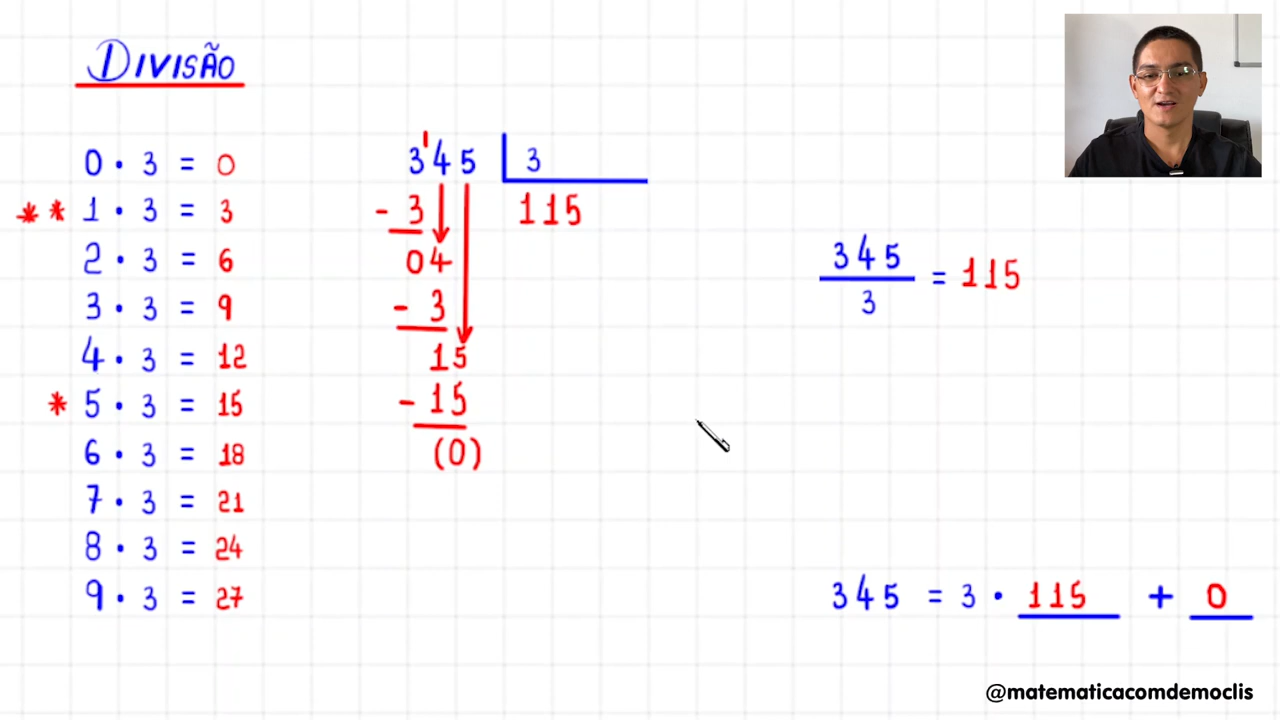 DIVISÃO
0 · 3 = 0
** 1 · 3 = 3
2 · 3 = 6
3 · 3 = 9
4 · 3 = 12
* 5 · 3 = 15
6 · 3 = 18
7 · 3 = 21
8 · 3 = 24
9 · 3 = 27
3'45 3
- 3 115
04
- 3
15
- 15
(0)
345
= 115
3
345 = 3 · 115 + 0
@matematicacomdemoclis